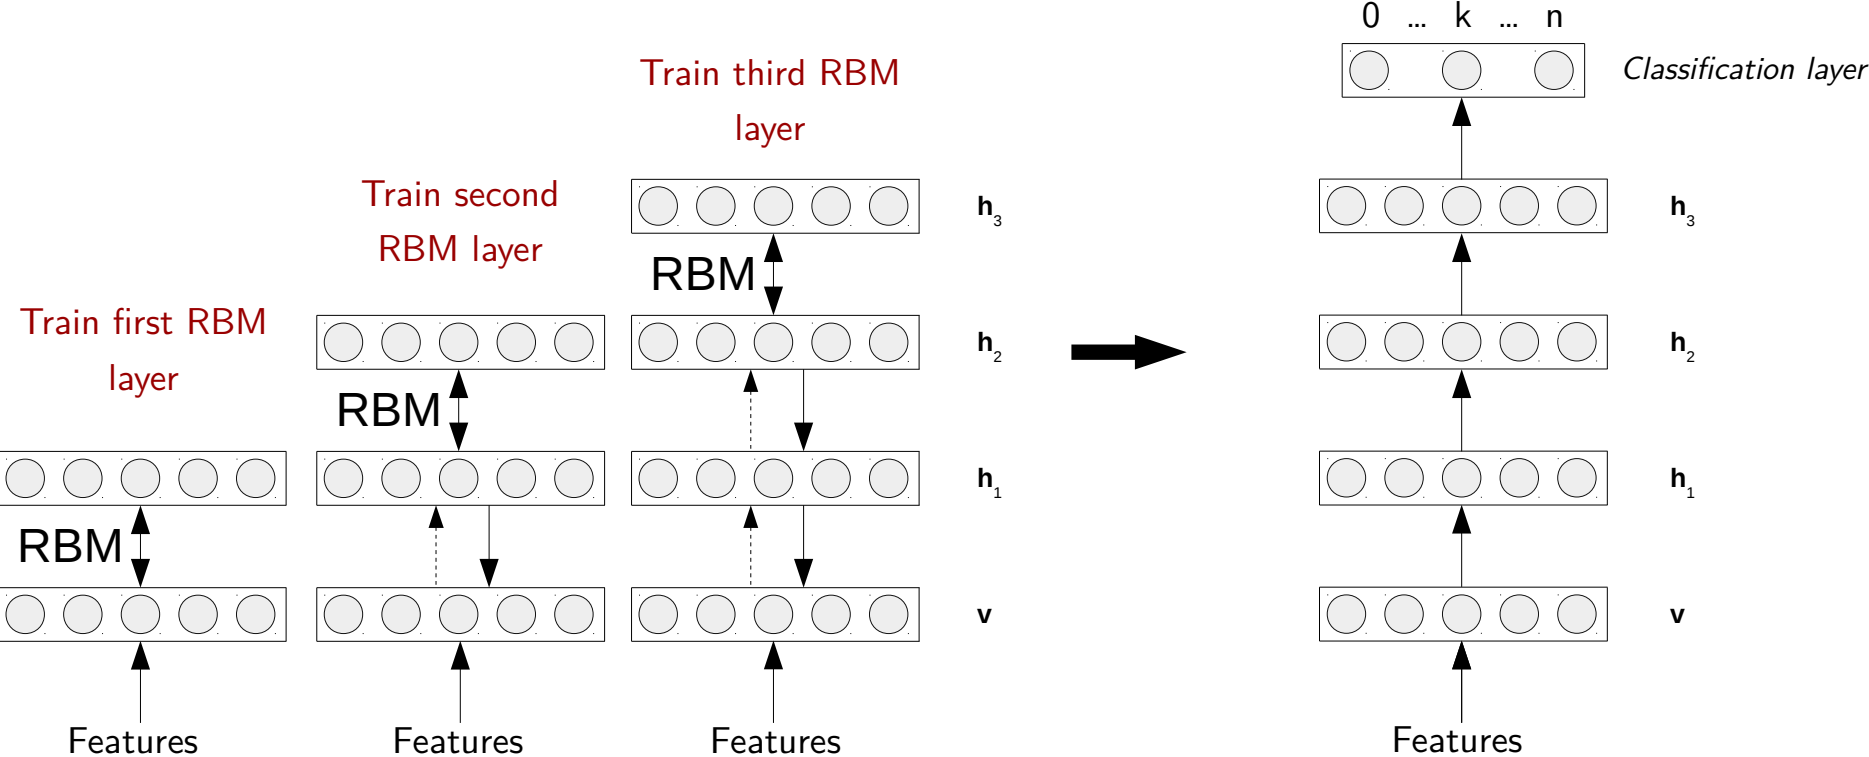 0 ... k ... n
Classification layer
Train third RBM
layer
Train second
RBM layer
Train first RBM
layer
h3
h3
RBM
h2
h2
RBM
h1
h1
RBM
v
v
Features
Features
Features
Features